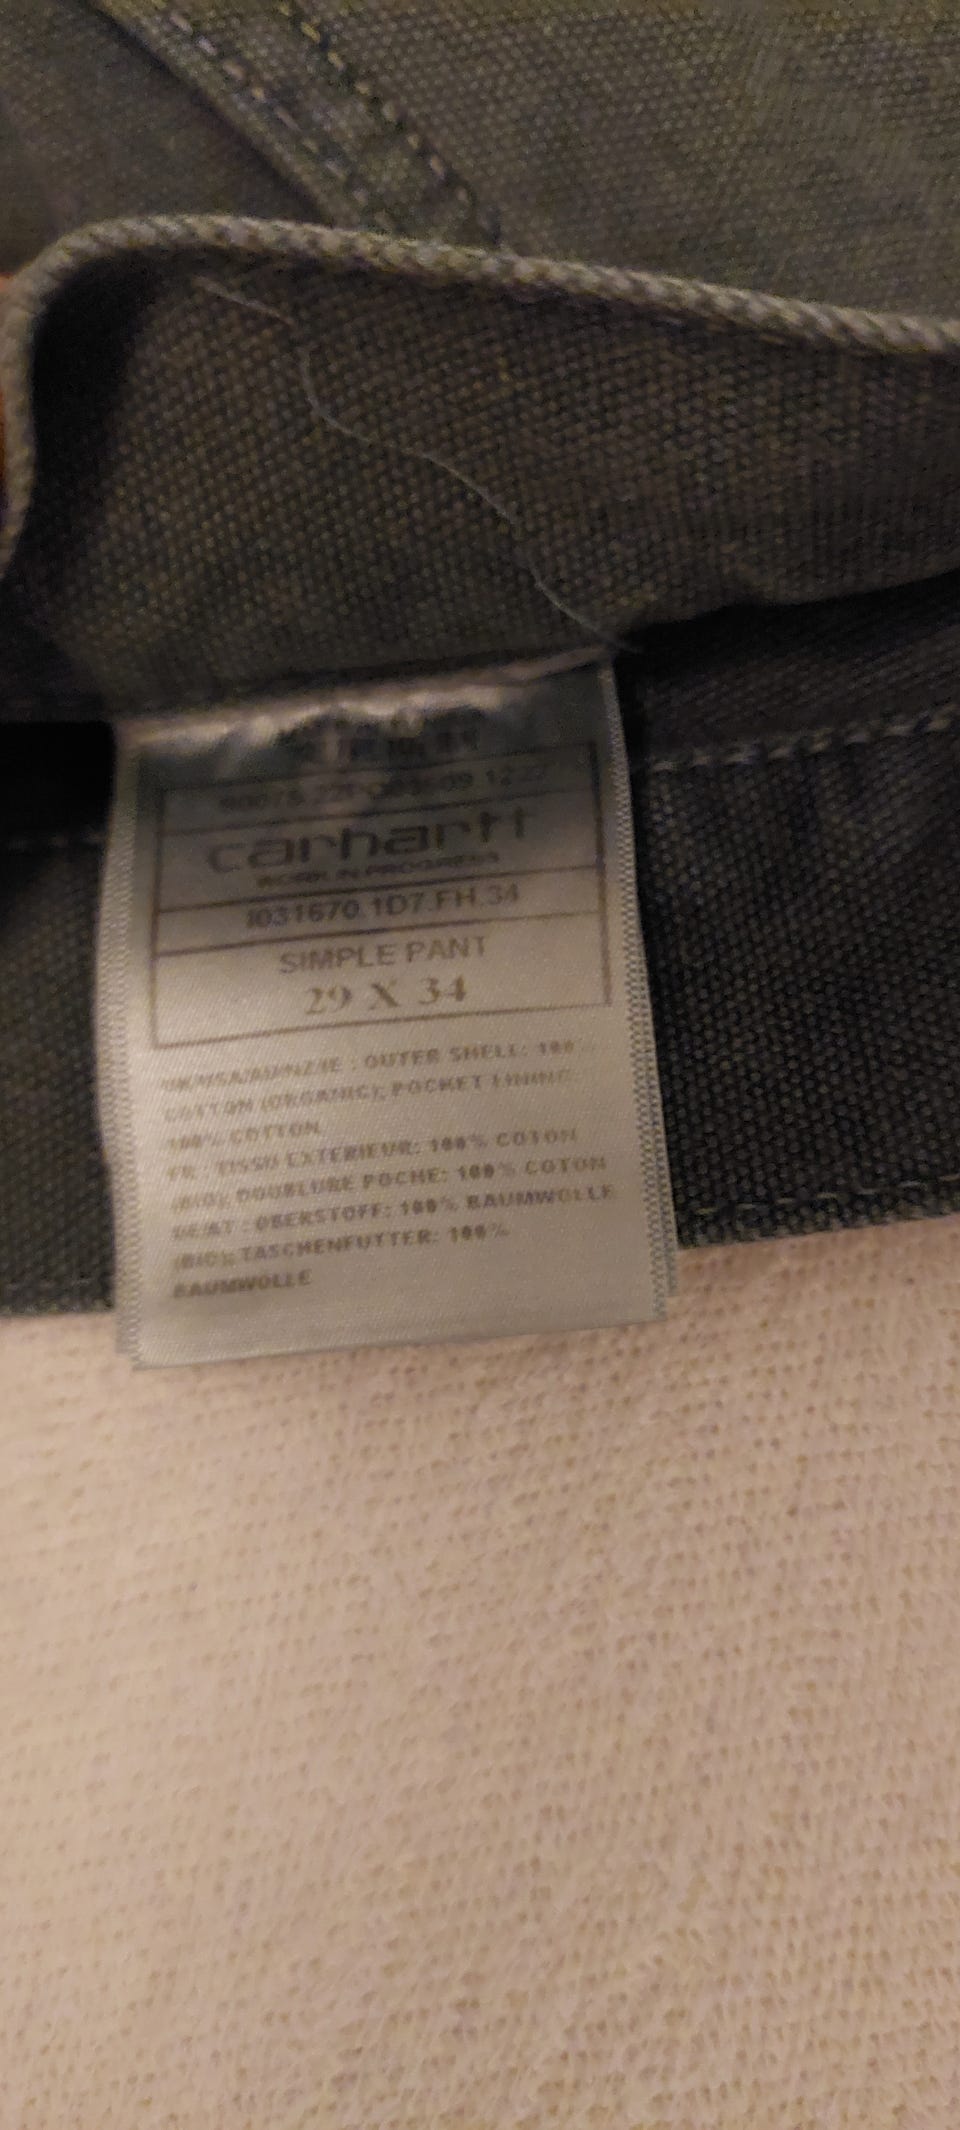 carhartt
WORK IN PROGRESS
I031670.1D7.FH.34
SIMPLE PANT
29 X 34
UK/USA/AU/NZ/IE : OUTER SHELL: 100%
COTTON (ORGANIC); POCKET LINING:
100% COTTON
FR : TISSU EXTERIEUR: 100% COTON
(BIO); DOUBLURE POCHE: 100% COTON
DE/AT : OBERSTOFF: 100% BAUMWOLLE
(BIO); TASCHENFUTTER: 100%
BAUMWOLLE